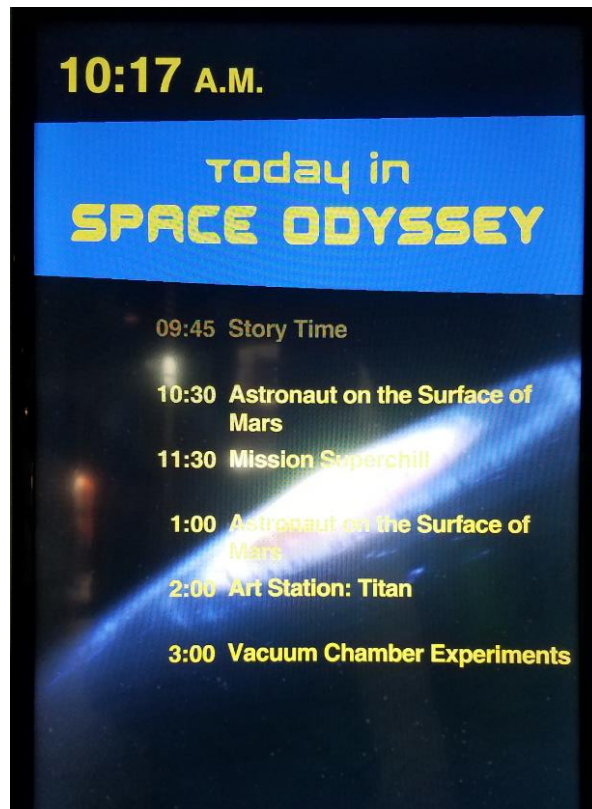 10:17 A.M.
Today in
SPACE ODYSSEY
09:45 Story Time
10:30 Astronaut on the Surface of
Mars
11:30 Mission Superchill
1:00 Astronaut on the Surface of
Mars
2:00 Art Station: Titan
3:00 Vacuum Chamber Experiments